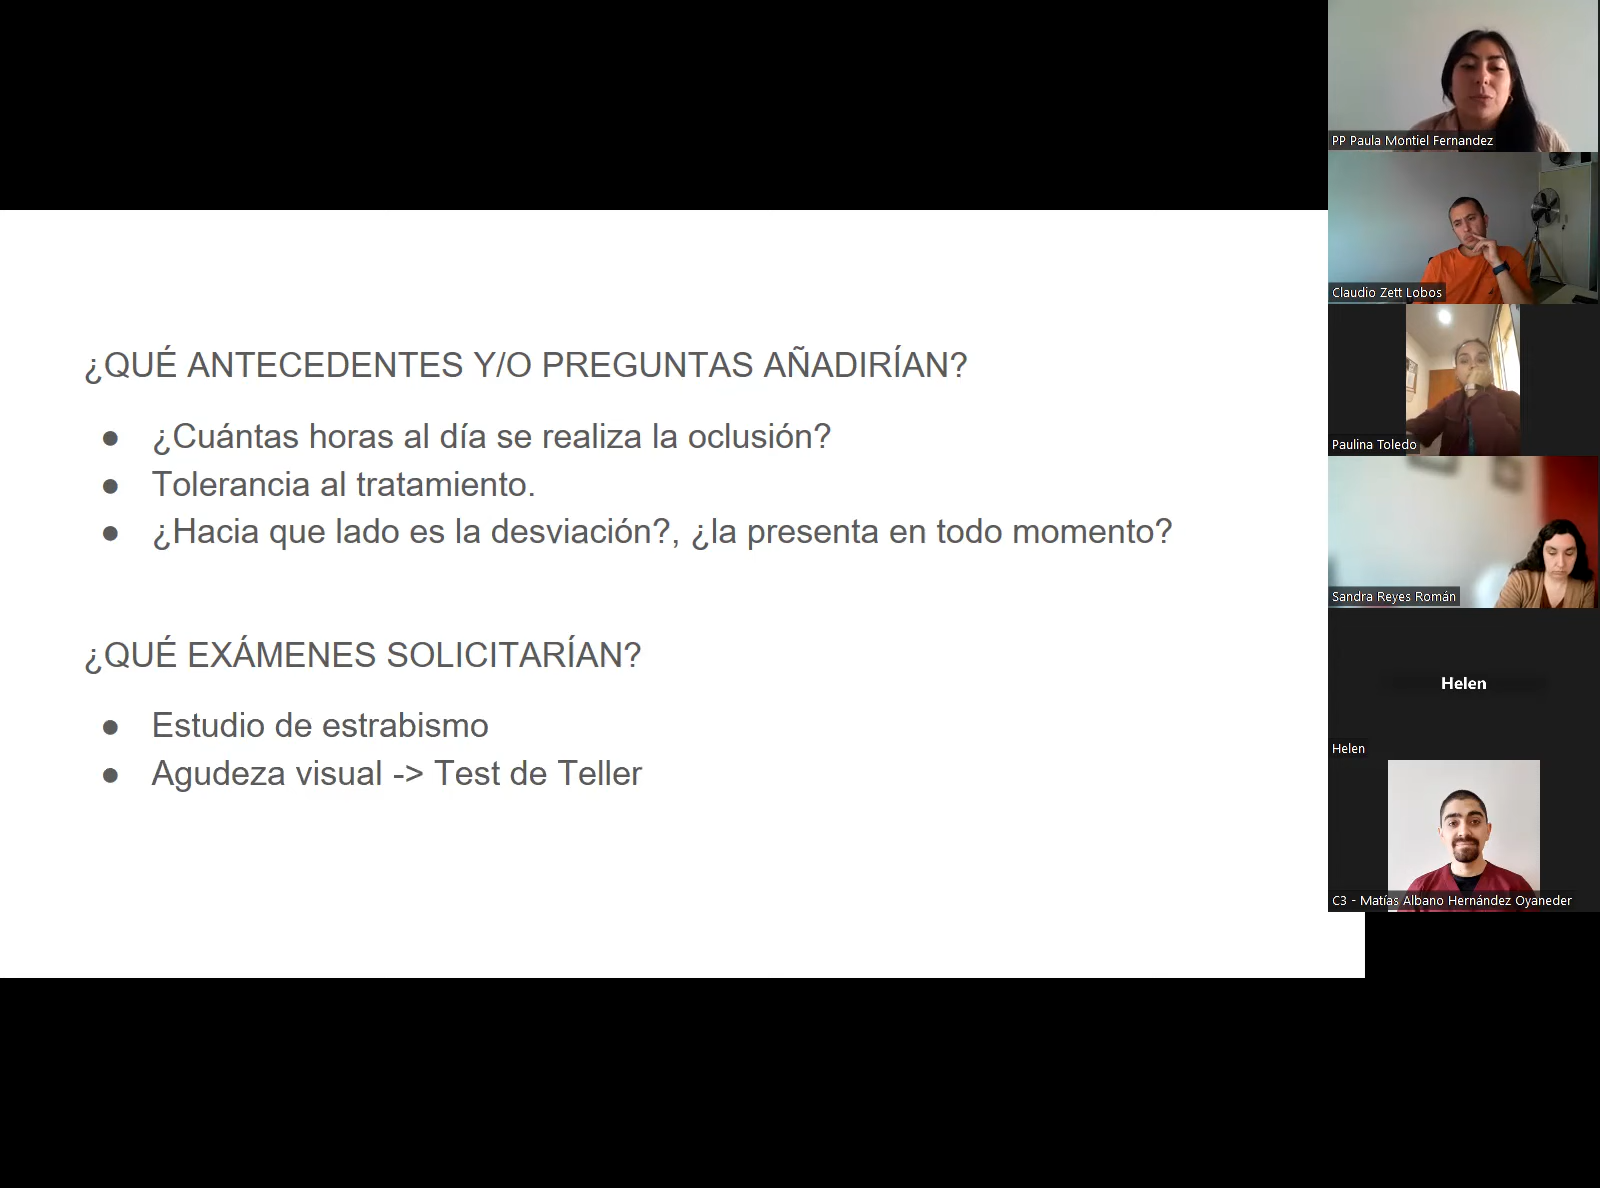 ¿QUÉ ANTECEDENTES Y/O PREGUNTAS AÑADIRÍAN?
● ¿Cuántas horas al día se realiza la oclusión?
● Tolerancia al tratamiento.
● ¿Hacia que lado es la desviación?, ¿la presenta en todo momento?
¿QUÉ EXÁMENES SOLICITARÍAN?
● Estudio de estrabismo
● Agudeza visual -> Test de Teller
PP Paula Montiel Fernandez
Claudio Zett Lobos
Paulina Toledo
Sandra Reyes Román
Helen
Helen
C3 - Matías Albano Hernández Oyaneder